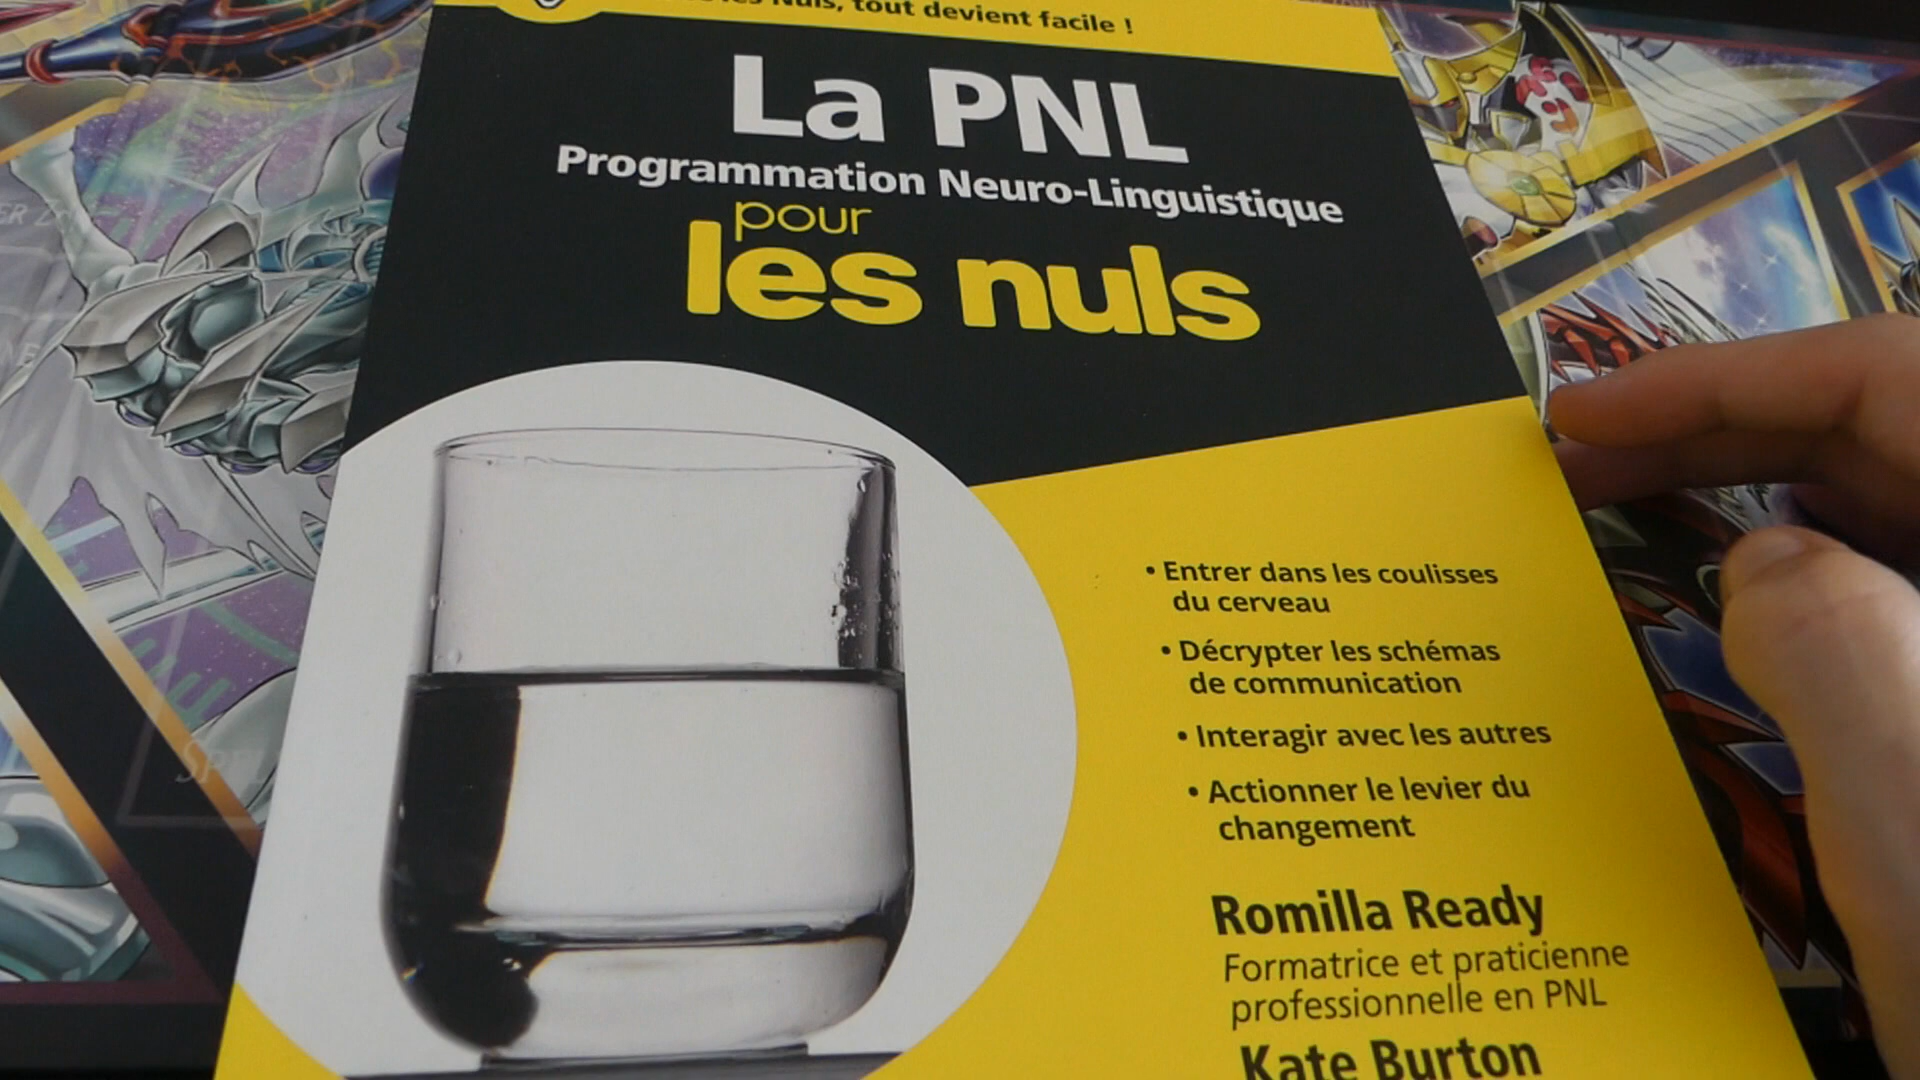 les Nuls, tout devient facile !
La PNL
Programmation Neuro-Linguistique
pour
les nuls
• Entrer dans les coulisses
du cerveau
• Décrypter les schémas
de communication
• Interagir avec les autres
• Actionner le levier du
changement
Romilla Ready
Formatrice et praticienne
professionnelle en PNL
Kate Burton